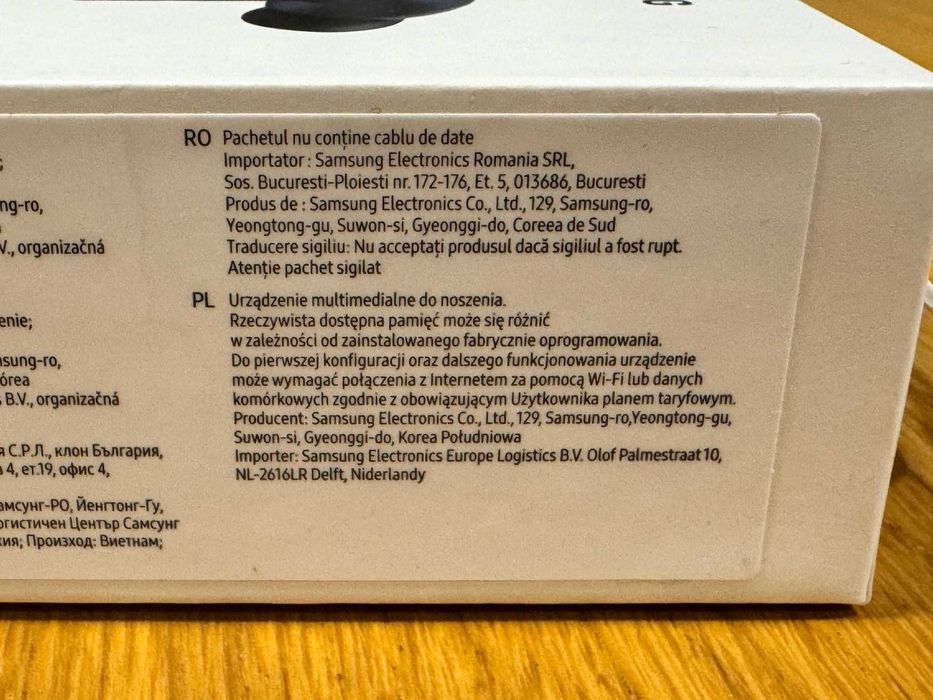 RO Pachetul nu conține cablu de date
Importator : Samsung Electronics Romania SRL,
Sos. Bucuresti-Ploiesti nr. 172-176, Et. 5, 013686, Bucuresti
Produs de : Samsung Electronics Co., Ltd., 129, Samsung-ro,
Yeongtong-gu, Suwon-si, Gyeonggi-do, Coreea de Sud
Traducere sigiliu: Nu acceptați produsul dacă sigiliul a fost rupt.
Atenție pachet sigilat
PL Urządzenie multimedialne do noszenia.
Rzeczywista dostępna pamięć może się różnić
w zależności od zainstalowanego fabrycznie oprogramowania.
Do pierwszej konfiguracji oraz dalszego funkcjonowania urządzenie
może wymagać połączenia z Internetem za pomocą Wi-Fi lub danych
komórkowych zgodnie z obowiązującym Użytkownika planem taryfowym.
Producent: Samsung Electronics Co., Ltd., 129, Samsung-ro,Yeongtong-gu,
Suwon-si, Gyeonggi-do, Korea Południowa
Importer: Samsung Electronics Europe Logistics B.V. Olof Palmestraat 10,
NL-2616LR Delft, Niderlandy
ng-ro,
V., organizačná
enie;
nsung-ro,
órea
s B.V., organizačná
я С.Р.Л., клон България,
4, ет.19, офис 4,
амсунг-РО, Йенгтонг-Гу,
огистичен Център Самсунг
ия; Произход: Виетнам;